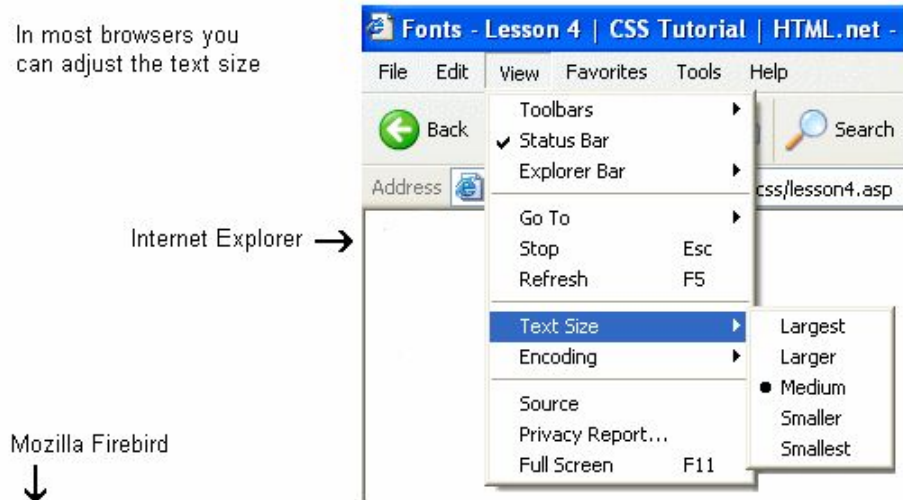 In most browsers you
can adjust the text size
Fonts - Lesson 4 | CSS Tutorial | HTML.net -
File Edit View Favorites Tools Help
Back
Search
Address
css/lesson4.asp
Toolbars
Status Bar
Explorer Bar
Go To
Stop Esc
Refresh F5
Text Size
Encoding
Source
Privacy Report...
Full Screen F11
Largest
Larger
Medium
Smaller
Smallest
Internet Explorer →
Mozilla Firebird
↓